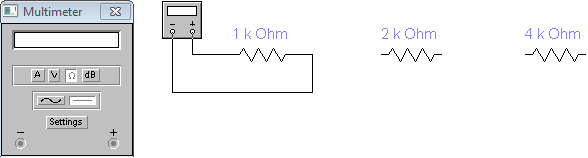 Multimeter
A V Ω dB
Settings
− +
− +
1 k Ohm
2 k Ohm
4 k Ohm